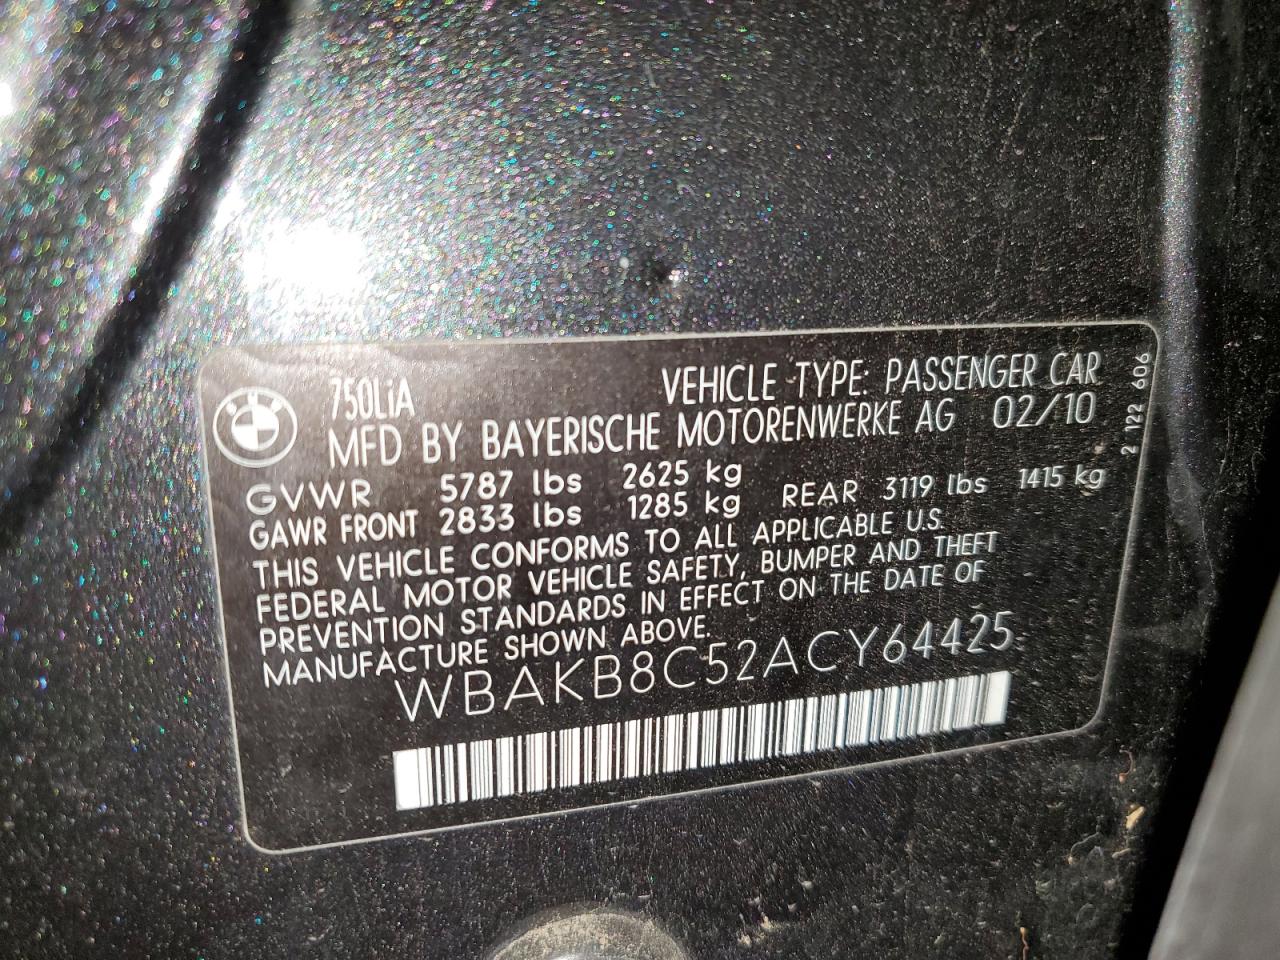 750LiA VEHICLE TYPE: PASSENGER CAR
MFD BY BAYERISCHE MOTORENWERKE AG 02/10
GVWR 5787 lbs 2625 kg
GAWR FRONT 2833 lbs 1285 kg REAR 3119 lbs 1415 kg
THIS VEHICLE CONFORMS TO ALL APPLICABLE U.S.
FEDERAL MOTOR VEHICLE SAFETY, BUMPER AND THEFT
PREVENTION STANDARDS IN EFFECT ON THE DATE OF
MANUFACTURE SHOWN ABOVE.
WBAKB8C52ACY64425
2 122 606